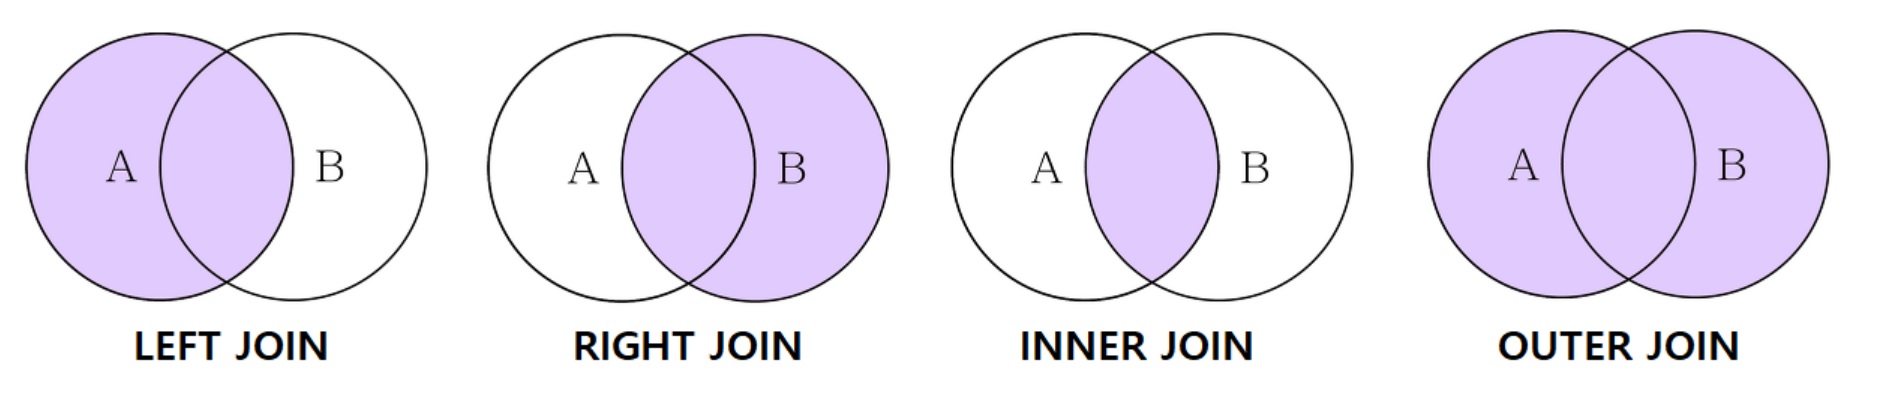 A B
A B
A B
A B
LEFT JOIN
RIGHT JOIN
INNER JOIN
OUTER JOIN